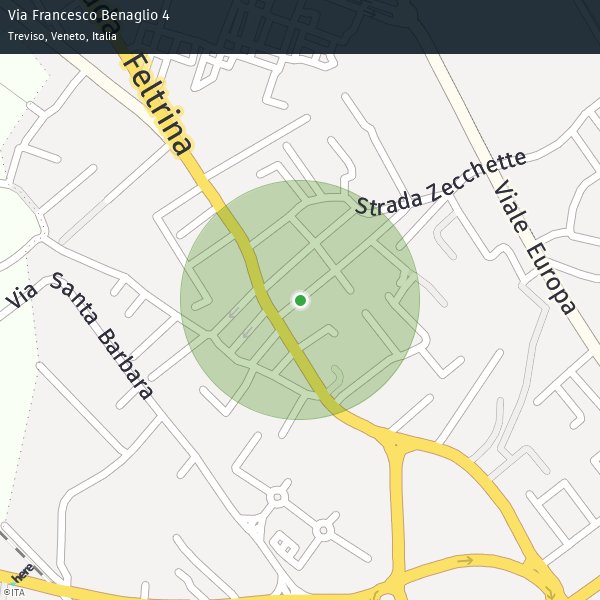 Via Francesco Benaglio 4
Treviso, Veneto, Italia
Feltrina
Strada Zecchette
Viale Europa
Via Santa Barbara
here
©ITA